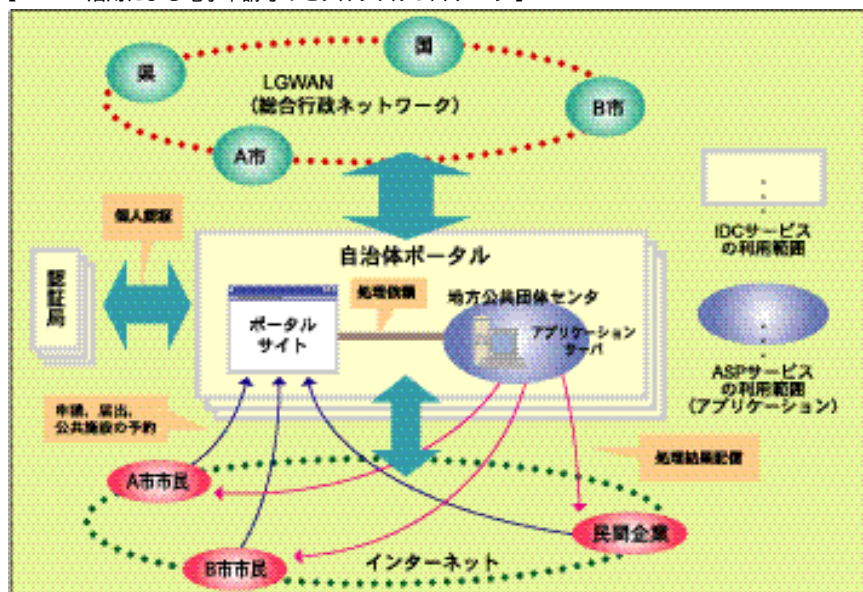 県
国
LGWAN
(総合行政ネットワーク)
B市
A市
個人認証
IDCサービス
の利用範囲
自治体ポータル
認証局
処理依頼
地方公共団体センタ
ポータル
サイト
アプリケーション
サーバ
ASPサービス
の利用範囲
(アプリケーション)
申請、届出、
公共施設の予約
処理結果配信
A市市民
民間企業
B市市民
インターネット